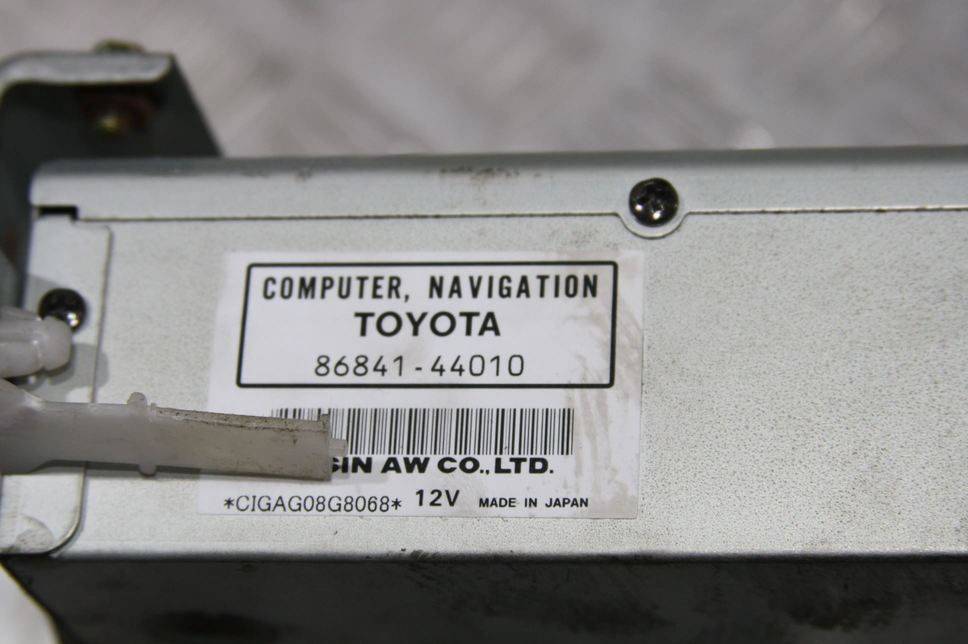 COMPUTER, NAVIGATION
TOYOTA
86841-44010
SIN AW CO.,LTD.
*CIGAG08G8068* 12V MADE IN JAPAN